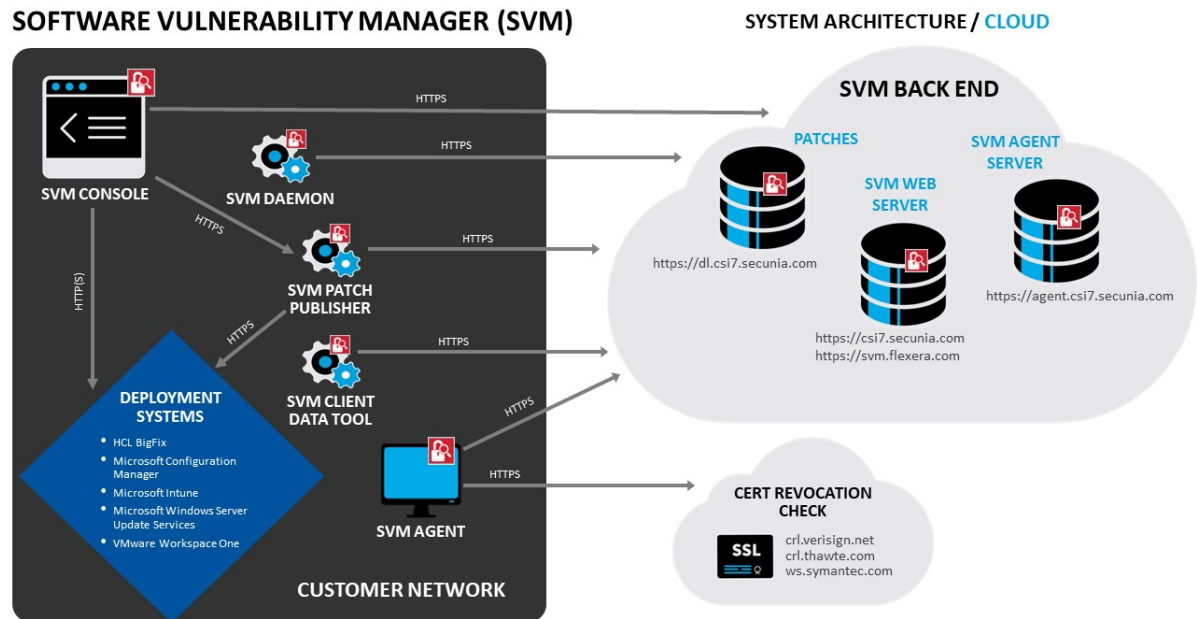 SOFTWARE VULNERABILITY MANAGER (SVM)
SYSTEM ARCHITECTURE / CLOUD
SVM CONSOLE
HTTPS
SVM DAEMON
HTTPS
HTTPS
SVM PATCH
PUBLISHER
HTTPS
HTTP(S)
HTTPS
SVM CLIENT
DATA TOOL
HTTPS
DEPLOYMENT
SYSTEMS
• HCL BigFix
• Microsoft Configuration
Manager
• Microsoft Intune
• Microsoft Windows Server
Update Services
• VMware Workspace One
SVM AGENT
HTTPS
HTTPS
CUSTOMER NETWORK
SVM BACK END
PATCHES
https://dl.csi7.secunia.com
SVM WEB
SERVER
https://csi7.secunia.com
https://svm.flexera.com
SVM AGENT
SERVER
https://agent.csi7.secunia.com
CERT REVOCATION
CHECK
SSL
crl.verisign.net
crl.thawte.com
ws.symantec.com